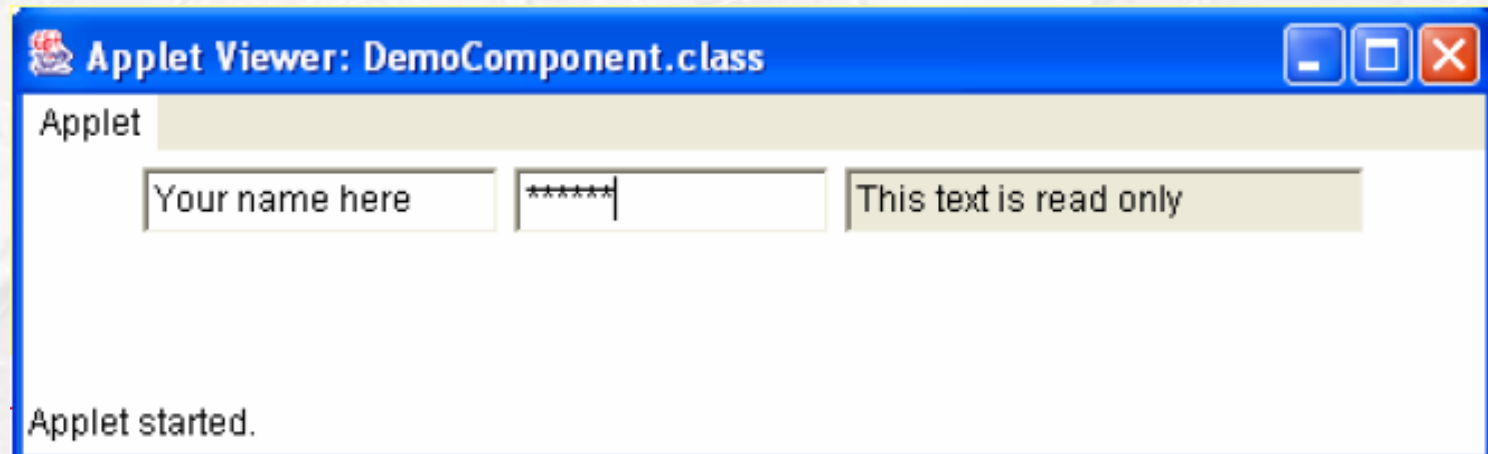 Applet Viewer: DemoComponent.class
Applet
Your name here ****** This text is read only
Applet started.